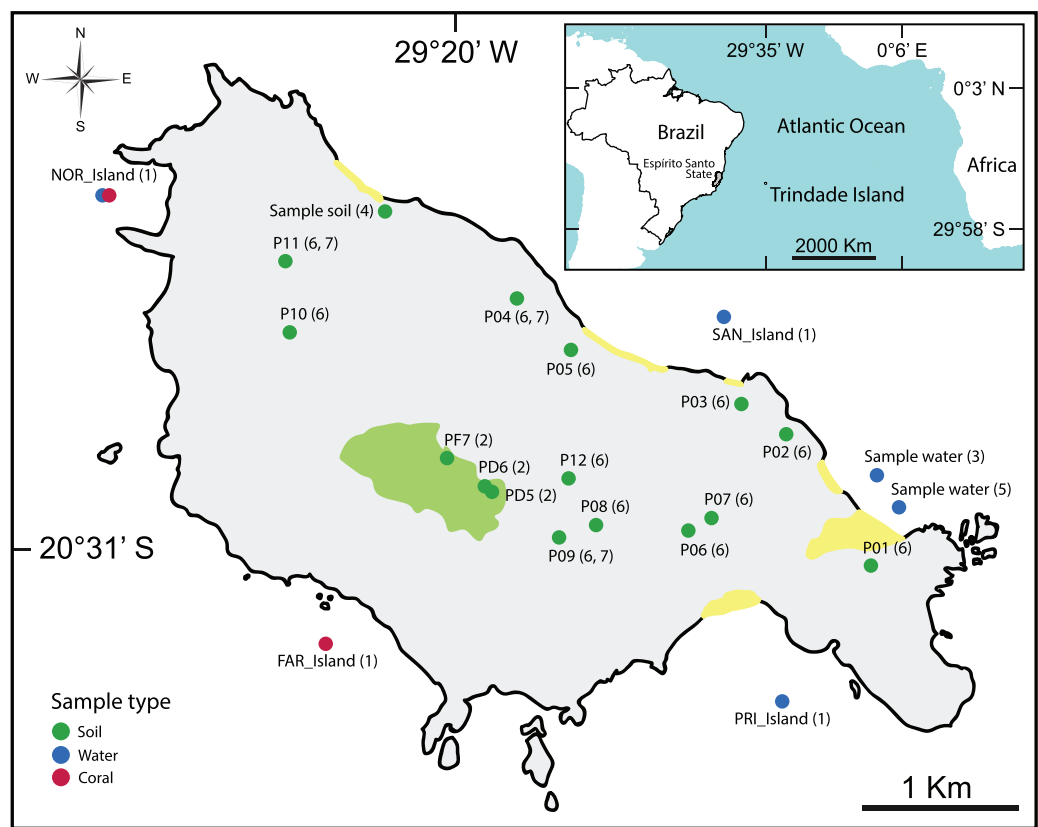 29°20' W
N
W
E
S
29°35' W
0°6' E
0°3' N
Brazil
Atlantic Ocean
Espírito Santo
State
Africa
Trindade Island
29°58' S
2000 Km
NOR_Island (1)
Sample soil (4)
P11 (6, 7)
P10 (6)
P04 (6, 7)
SAN_Island (1)
P05 (6)
P03 (6)
P02 (6)
PF7 (2)
PD6 (2)
PD5 (2)
P12 (6)
Sample water (3)
Sample water (5)
P08 (6)
P07 (6)
P09 (6, 7)
P06 (6)
P01 (6)
20°31' S
FAR_Island (1)
PRI_Island (1)
Sample type
Soil
Water
Coral
1 Km